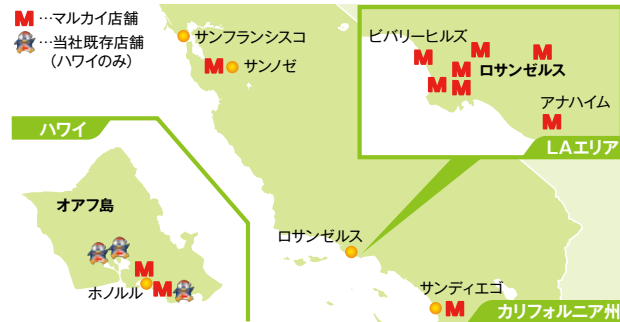 M …マルカイ店舗
…当社既存店舗
（ハワイのみ）
サンフランシスコ
M サンノゼ
ビバリーヒルズ
M M
M ロサンゼルス
M M
アナハイム
M
LAエリア
ハワイ
オアフ島
M
ホノルル M
ロサンゼルス
サンディエゴ
M
カリフォルニア州